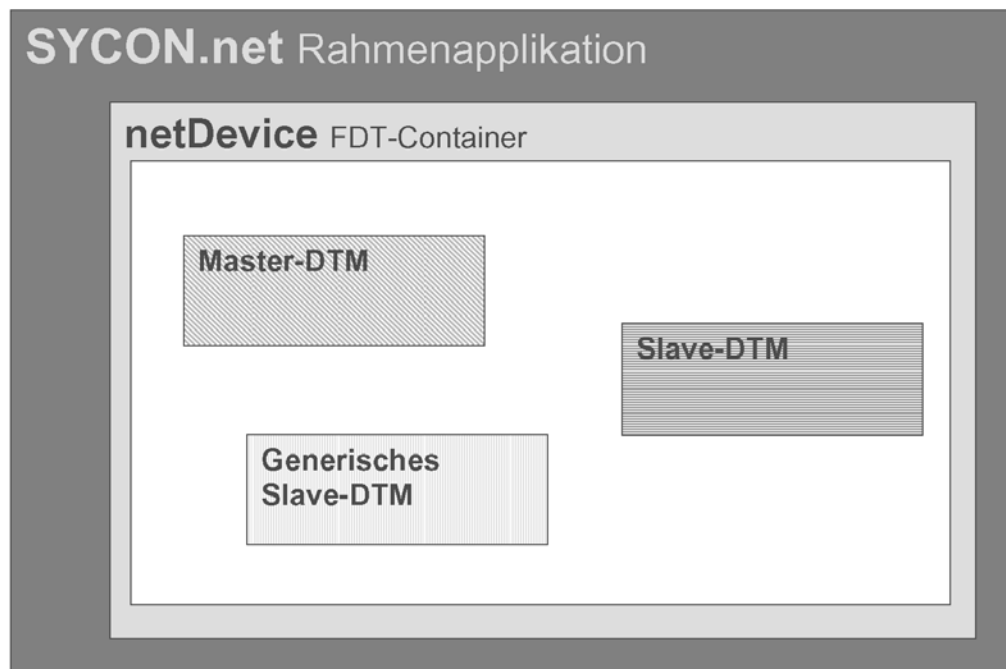 SYCON.net Rahmenapplikation
netDevice FDT-Container
Master-DTM
Slave-DTM
Generisches
Slave-DTM